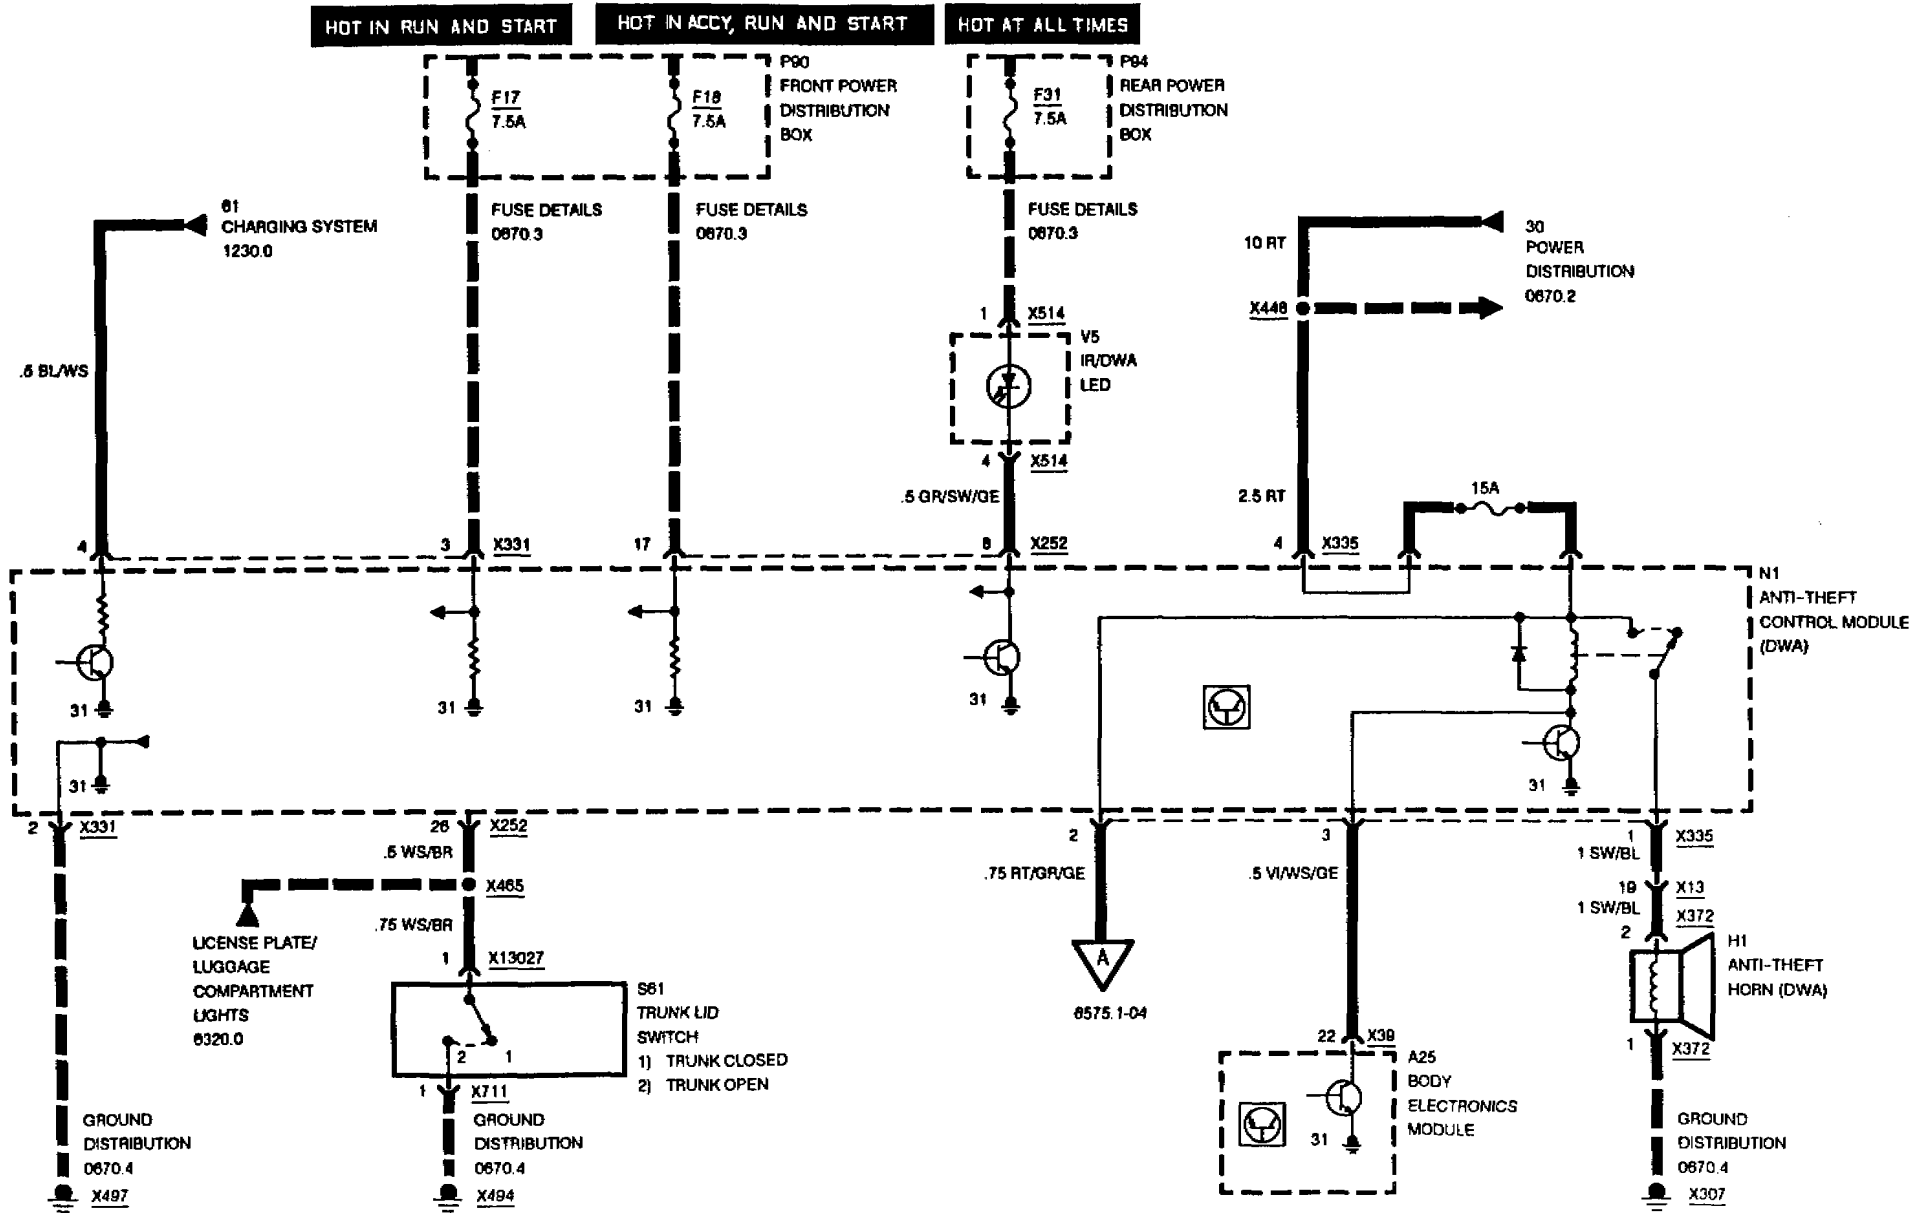 HOT IN RUN AND START
HOT IN ACCY, RUN AND START
HOT AT ALL TIMES
P90
FRONT POWER
DISTRIBUTION
BOX
F17
7.5A
F18
7.5A
P94
REAR POWER
DISTRIBUTION
BOX
F31
7.5A
61
CHARGING SYSTEM
1230.0
FUSE DETAILS
0670.3
FUSE DETAILS
0670.3
FUSE DETAILS
0670.3
10 RT
30
POWER
DISTRIBUTION
0670.2
X448
1
X514
V5
IR/DWA
LED
.5 BL/WS
4
X514
.5 GR/SW/GE
2.5 RT
15A
4
3
X331
17
8
X252
4
X335
N1
ANTI-THEFT
CONTROL MODULE
(DWA)
31
31
31
31
31
31
2
X331
26
X252
.5 WS/BR
X465
.75 WS/BR
LICENSE PLATE/
LUGGAGE
COMPARTMENT
LIGHTS
6320.0
1
X13027
S61
TRUNK LID
SWITCH
1) TRUNK CLOSED
2) TRUNK OPEN
2
1
1
X711
2
.75 RT/GR/GE
A
6575.1-04
3
.5 VI/WS/GE
22
X39
A25
BODY
ELECTRONICS
MODULE
31
1
X335
1 SW/BL
19
X13
1 SW/BL
X372
2
H1
ANTI-THEFT
HORN (DWA)
1
X372
GROUND
DISTRIBUTION
0670.4
X497
GROUND
DISTRIBUTION
0670.4
X494
GROUND
DISTRIBUTION
0670.4
X307